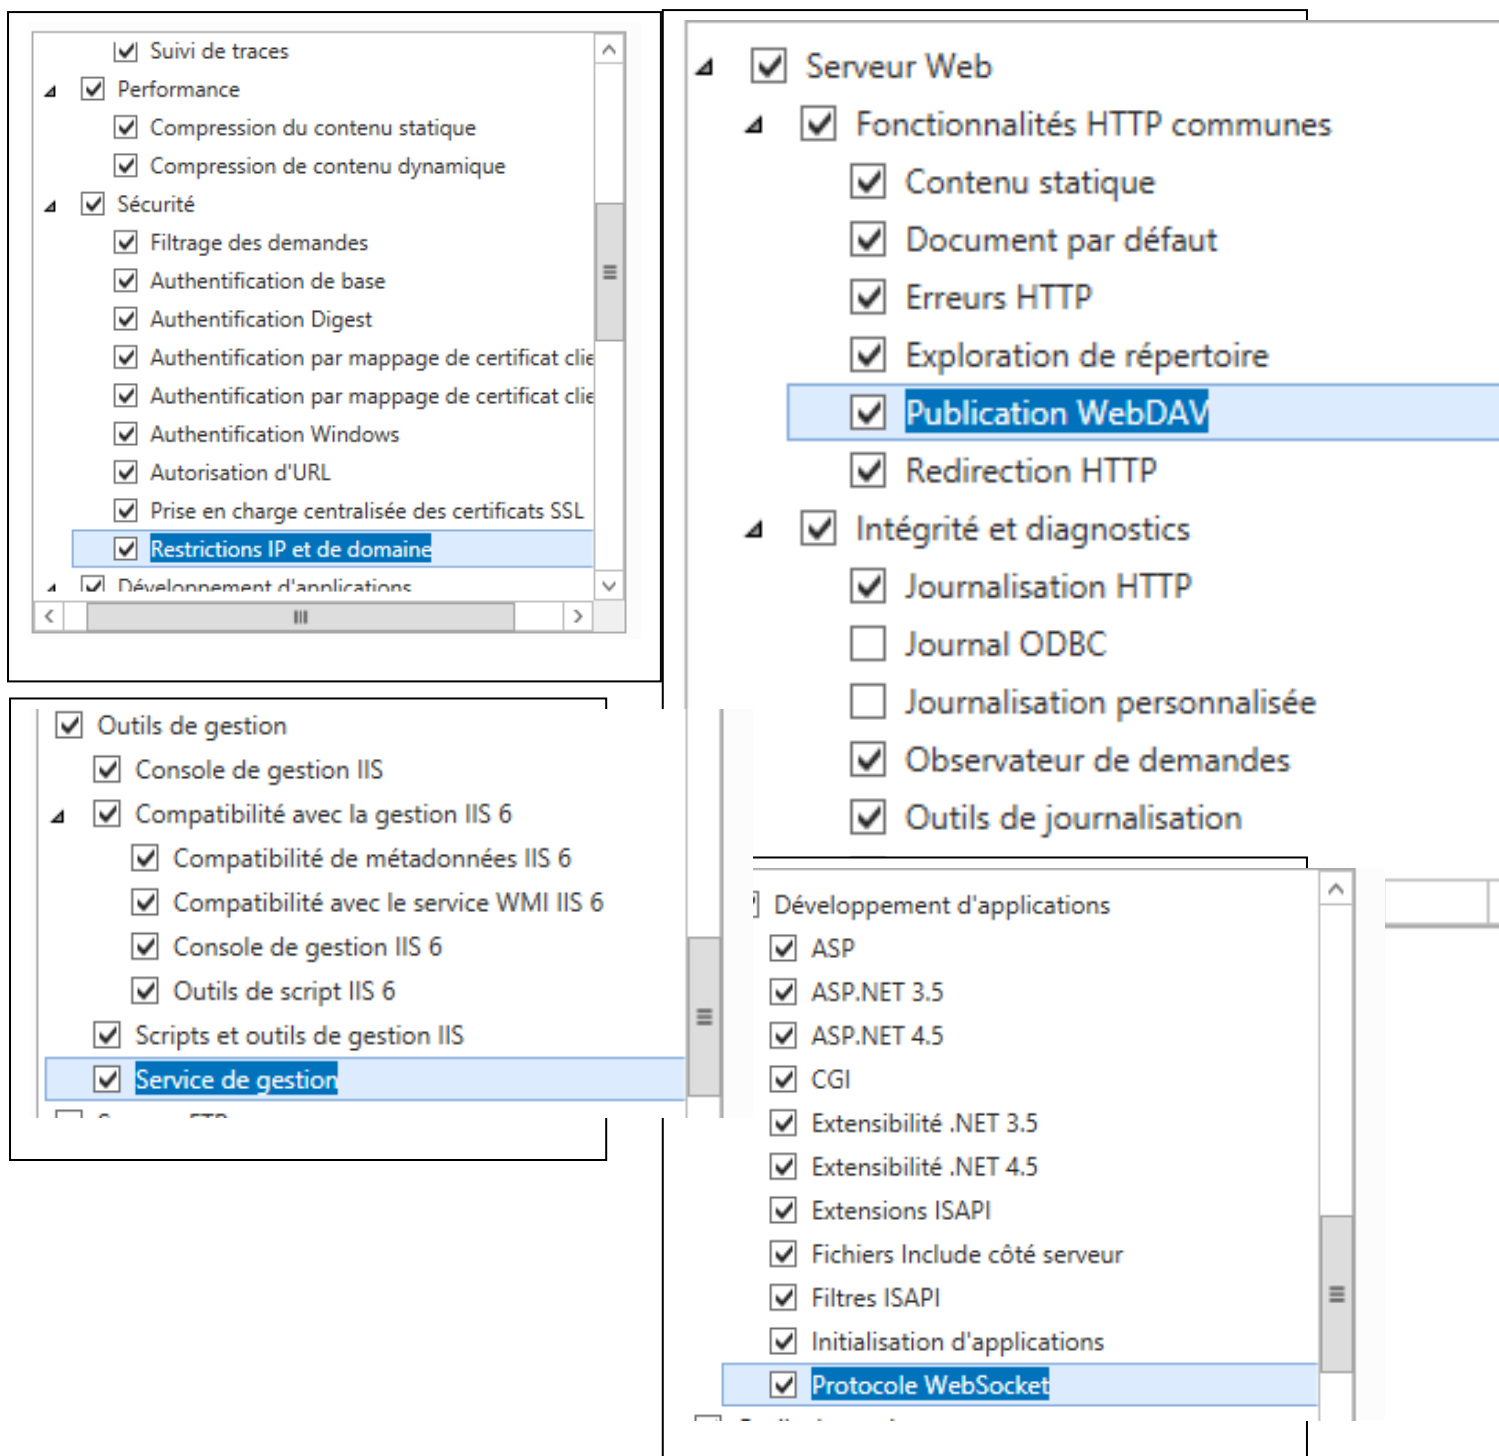 Suivi de traces
Performance
Compression du contenu statique
Compression de contenu dynamique
Sécurité
Filtrage des demandes
Authentification de base
Authentification Digest
Authentification par mappage de certificat clie
Authentification par mappage de certificat clie
Authentification Windows
Autorisation d'URL
Prise en charge centralisée des certificats SSL
Restrictions IP et de domaine
Développement d'applications
Serveur Web
Fonctionnalités HTTP communes
Contenu statique
Document par défaut
Erreurs HTTP
Exploration de répertoire
Publication WebDAV
Redirection HTTP
Intégrité et diagnostics
Journalisation HTTP
Journal ODBC
Journalisation personnalisée
Observateur de demandes
Outils de journalisation
Outils de gestion
Console de gestion IIS
Compatibilité avec la gestion IIS 6
Compatibilité de métadonnées IIS 6
Compatibilité avec le service WMI IIS 6
Console de gestion IIS 6
Outils de script IIS 6
Scripts et outils de gestion IIS
Service de gestion
Développement d'applications
ASP
ASP.NET 3.5
ASP.NET 4.5
CGI
Extensibilité .NET 3.5
Extensibilité .NET 4.5
Extensions ISAPI
Fichiers Include côté serveur
Filtres ISAPI
Initialisation d'applications
Protocole WebSocket